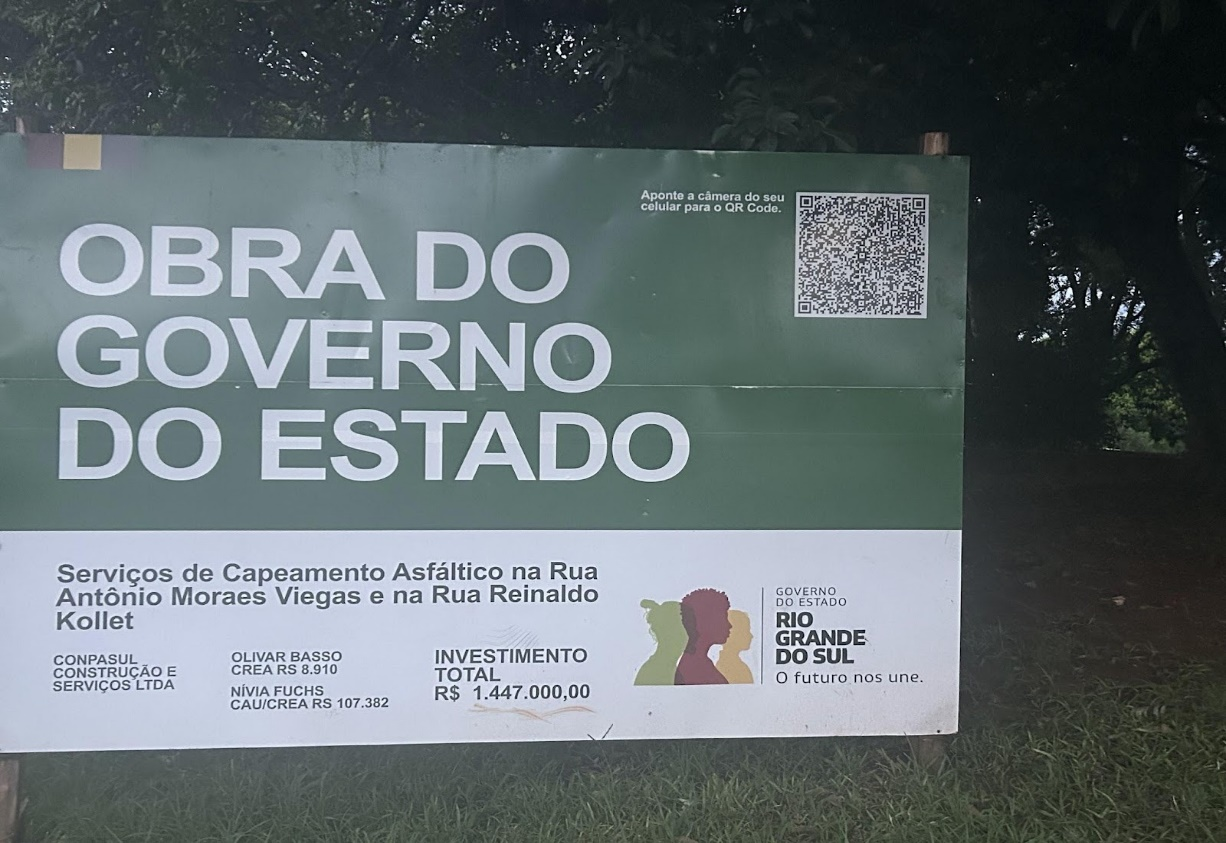 Aponte a câmera do seu
celular para o QR Code.
OBRA DO
GOVERNO
DO ESTADO
Serviços de Capeamento Asfáltico na Rua
Antônio Moraes Viegas e na Rua Reinaldo
Kollet
CONPASUL
CONSTRUÇÃO E
SERVIÇOS LTDA
OLIVAR BASSO
CREA RS 8.910
NÍVIA FUCHS
CAU/CREA RS 107.382
INVESTIMENTO
TOTAL
R$ 1.447.000,00
GOVERNO
DO ESTADO
RIO
GRANDE
DO SUL
O futuro nos une.